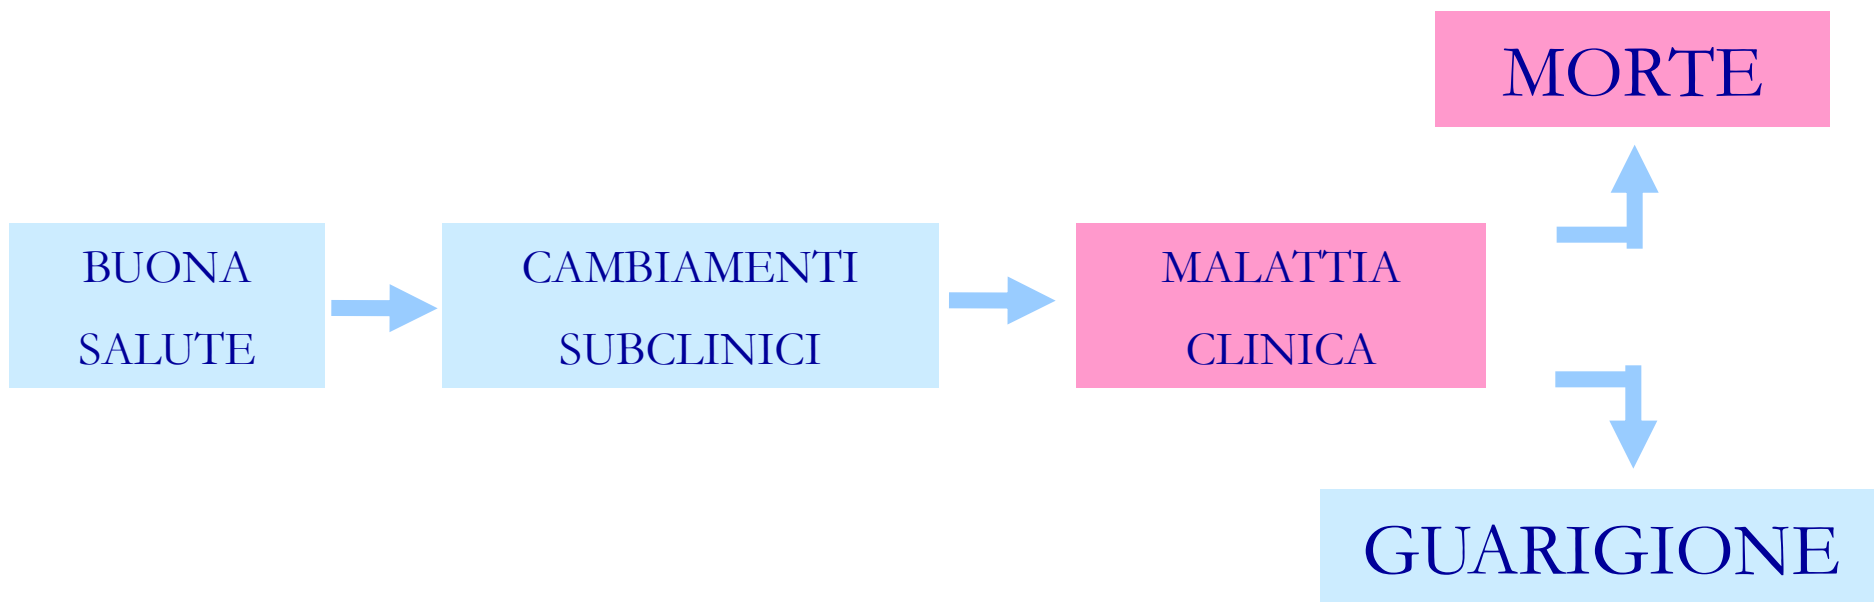 MORTE
BUONA
SALUTE
CAMBIAMENTI
SUBCLINICI
MALATTIA
CLINICA
GUARIGIONE